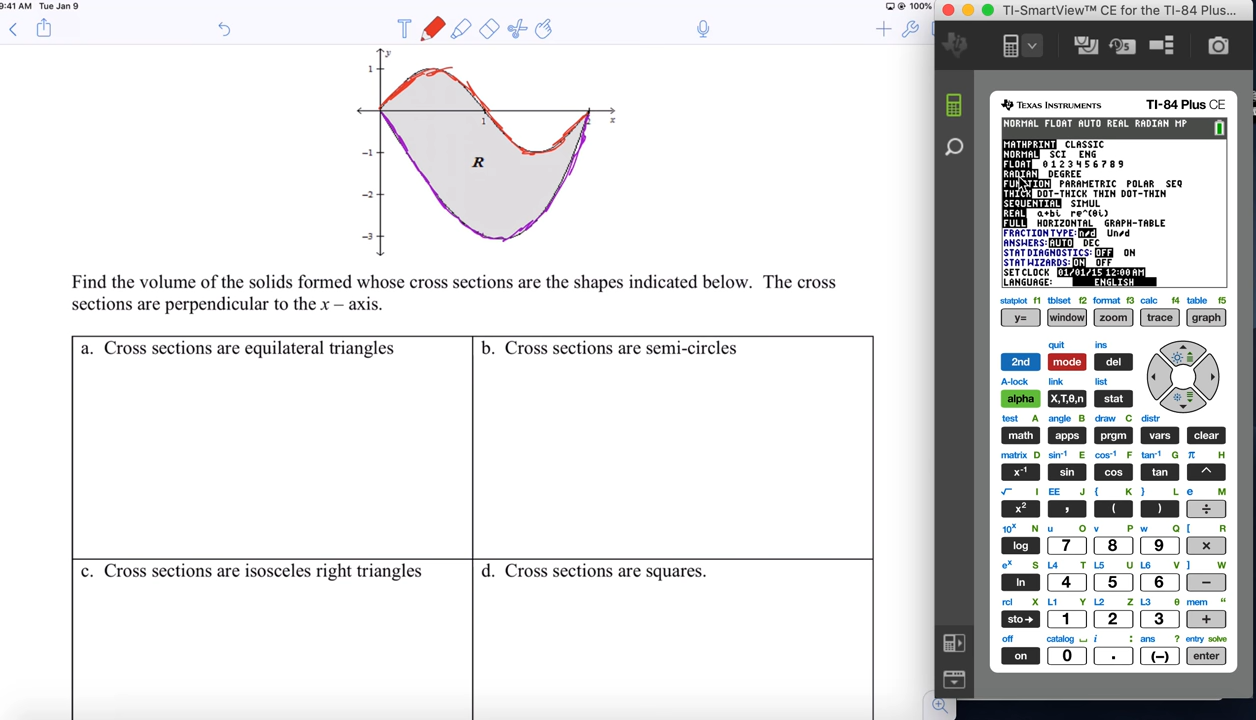 9:41 AM Tue Jan 9
100%
TI-SmartView™ CE for the TI-84 Plus...
T
y
1
1
2
x
-1
R
-2
-3
Find the volume of the solids formed whose cross sections are the shapes indicated below. The cross
sections are perpendicular to the x – axis.
a. Cross sections are equilateral triangles
b. Cross sections are semi-circles
c. Cross sections are isosceles right triangles
d. Cross sections are squares.
TEXAS INSTRUMENTS TI-84 Plus CE
NORMAL FLOAT AUTO REAL RADIAN MP
MATHPRINT CLASSIC
NORMAL SCI ENG
FLOAT 0 1 2 3 4 5 6 7 8 9
RADIAN DEGREE
FUNCTION PARAMETRIC POLAR SEQ
THICK DOT-THICK THIN DOT-THIN
SEQUENTIAL SIMUL
REAL a+bi re^(θi)
FULL HORIZONTAL GRAPH-TABLE
FRACTION TYPE: n/d Un/d
ANSWERS: AUTO DEC
STAT DIAGNOSTICS: OFF ON
STAT WIZARDS: ON OFF
SET CLOCK 01/01/15 12:00 AM
LANGUAGE: ENGLISH
statplot f1 tblset f2 format f3 calc f4 table f5
y= window zoom trace graph
quit ins
2nd mode del
A-lock link list
alpha X,T,θ,n stat
test A angle B draw C distr
math apps prgm vars clear
matrix D sin⁻¹ E cos⁻¹ F tan⁻¹ G π H
x⁻¹ sin cos tan ^
√ I EE J { K } L e M
x² , ( ) ÷
10ˣ N u O v P w Q [ R
log 7 8 9 ×
eˣ S L4 T L5 U L6 V ] W
ln 4 5 6 −
rcl X L1 Y L2 Z L3 θ mem "
sto→ 1 2 3 +
off catalog ⎵ i : ans ? entry solve
on 0 . (−) enter